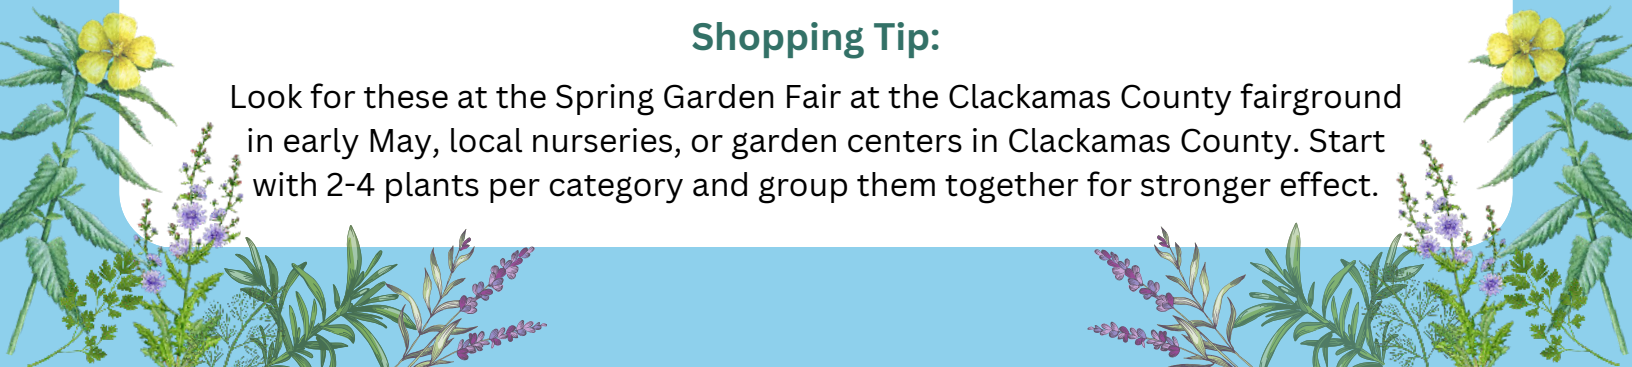 Shopping Tip:
Look for these at the Spring Garden Fair at the Clackamas County fairground
in early May, local nurseries, or garden centers in Clackamas County. Start
with 2-4 plants per category and group them together for stronger effect.